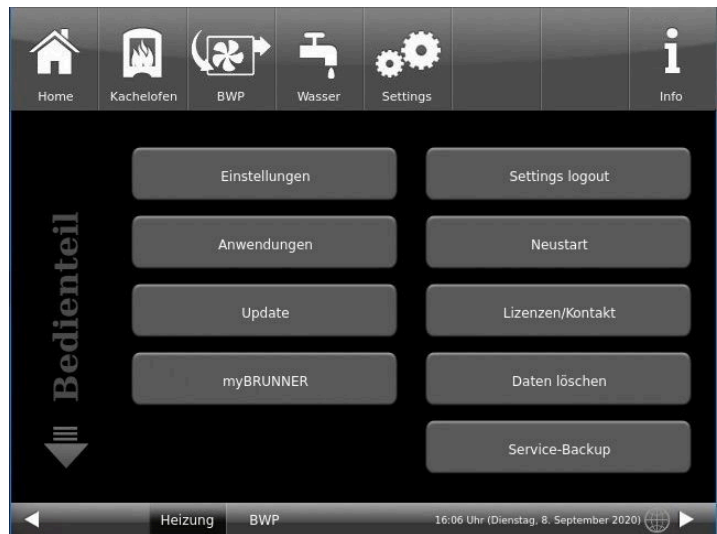 Home
Kachelofen
BWP
Wasser
Settings
Info
Bedienteil
Einstellungen
Settings logout
Anwendungen
Neustart
Update
Lizenzen/Kontakt
myBRUNNER
Daten löschen
Service-Backup
Heizung
BWP
16:06 Uhr (Dienstag, 8. September 2020)